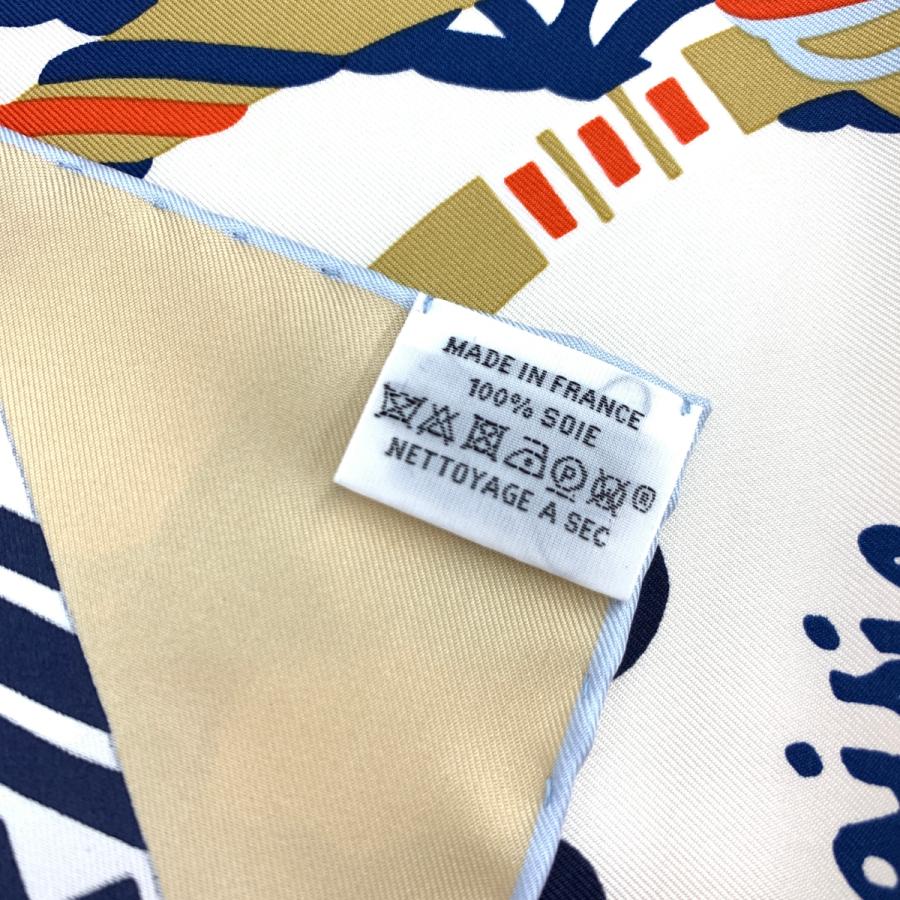 MADE IN FRANCE
100% SOIE
P W ®
NETTOYAGE A SEC